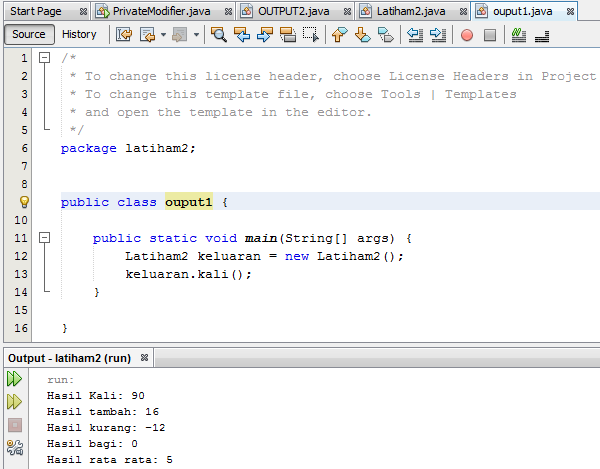 Start Page PrivateModifier.java OUTPUT2.java Latiham2.java ouput1.java
Source History
1 /*
2 * To change this license header, choose License Headers in Project
3 * To change this template file, choose Tools | Templates
4 * and open the template in the editor.
5 */
6 package latiham2;
7
8
public class ouput1 {
10
11 public static void main(String[] args) {
12 Latiham2 keluaran = new Latiham2();
13 keluaran.kali();
14 }
15
16 }
Output - latiham2 (run)
run:
Hasil Kali: 90
Hasil tambah: 16
Hasil kurang: -12
Hasil bagi: 0
Hasil rata rata: 5